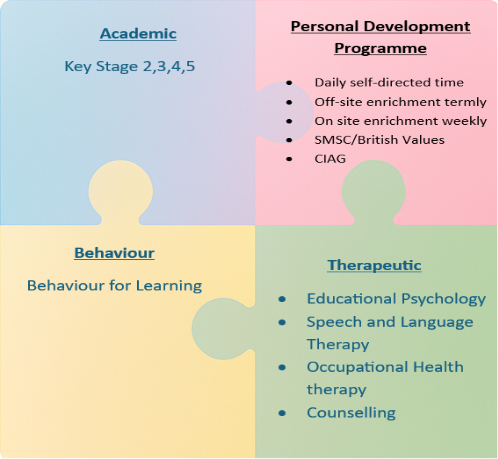 Academic
Key Stage 2,3,4,5
Personal Development
Programme
• Daily self-directed time
• Off-site enrichment termly
• On site enrichment weekly
• SMSC/British Values
• CIAG
Behaviour
Behaviour for Learning
Therapeutic
• Educational Psychology
• Speech and Language
Therapy
• Occupational Health
therapy
• Counselling